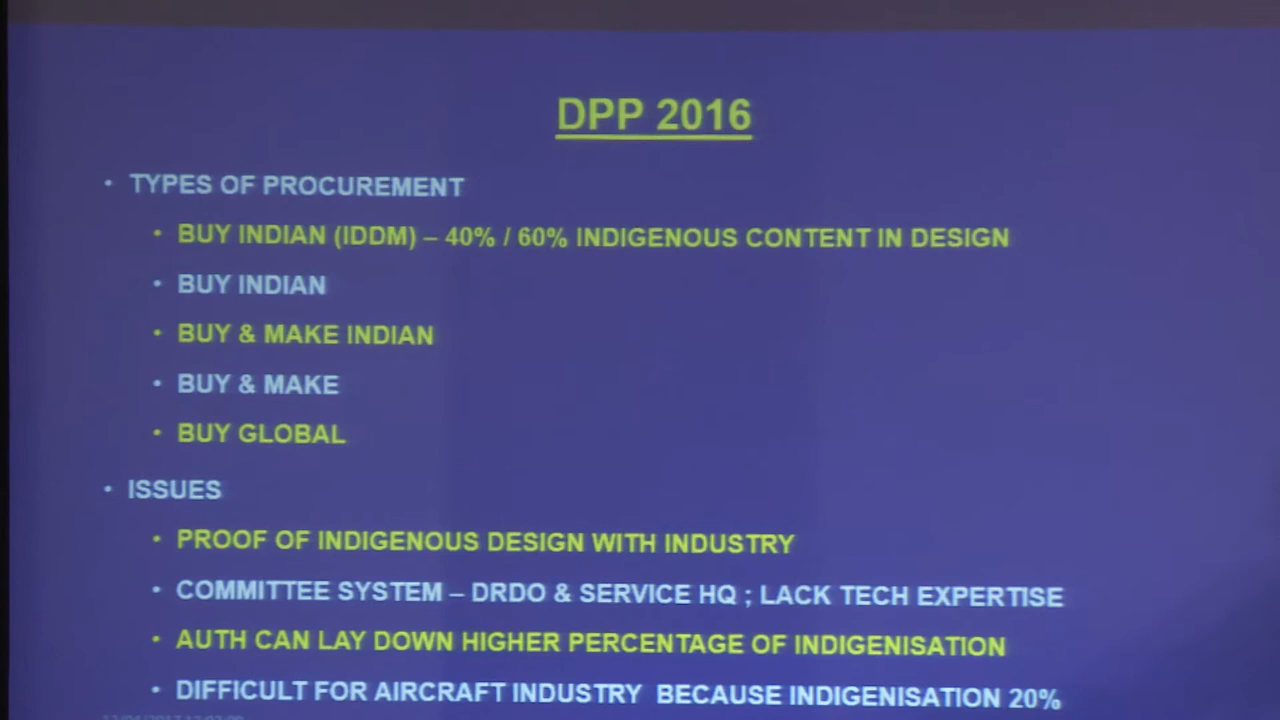 DPP 2016
• TYPES OF PROCUREMENT
• BUY INDIAN (IDDM) – 40% / 60% INDIGENOUS CONTENT IN DESIGN
• BUY INDIAN
• BUY & MAKE INDIAN
• BUY & MAKE
• BUY GLOBAL
• ISSUES
• PROOF OF INDIGENOUS DESIGN WITH INDUSTRY
• COMMITTEE SYSTEM – DRDO & SERVICE HQ ; LACK TECH EXPERTISE
• AUTH CAN LAY DOWN HIGHER PERCENTAGE OF INDIGENISATION
• DIFFICULT FOR AIRCRAFT INDUSTRY BECAUSE INDIGENISATION 20%